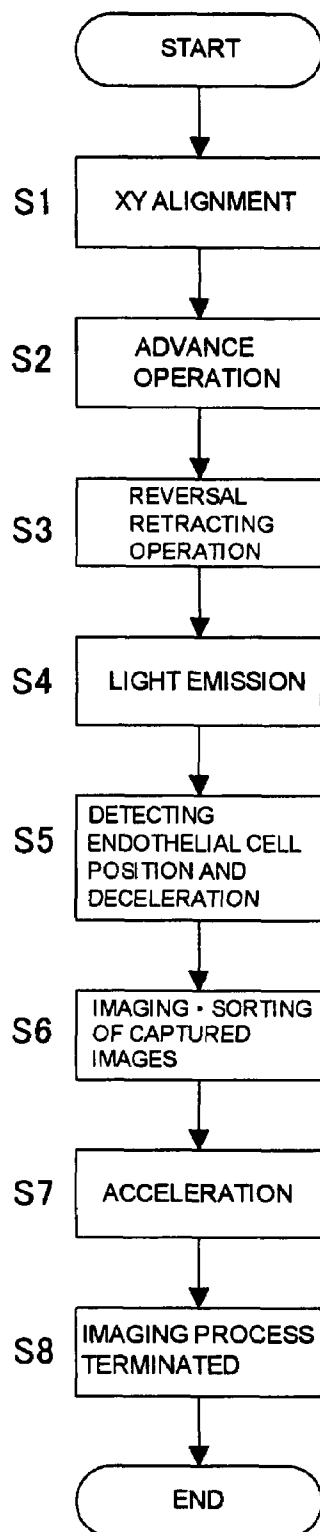 START
S1
XY ALIGNMENT
S2
ADVANCE
OPERATION
S3
REVERSAL
RETRACTING
OPERATION
S4
LIGHT EMISSION
S5
DETECTING
ENDOTHELIAL CELL
POSITION AND
DECELERATION
S6
IMAGING・SORTING
OF CAPTURED
IMAGES
S7
ACCELERATION
S8
IMAGING PROCESS
TERMINATED
END